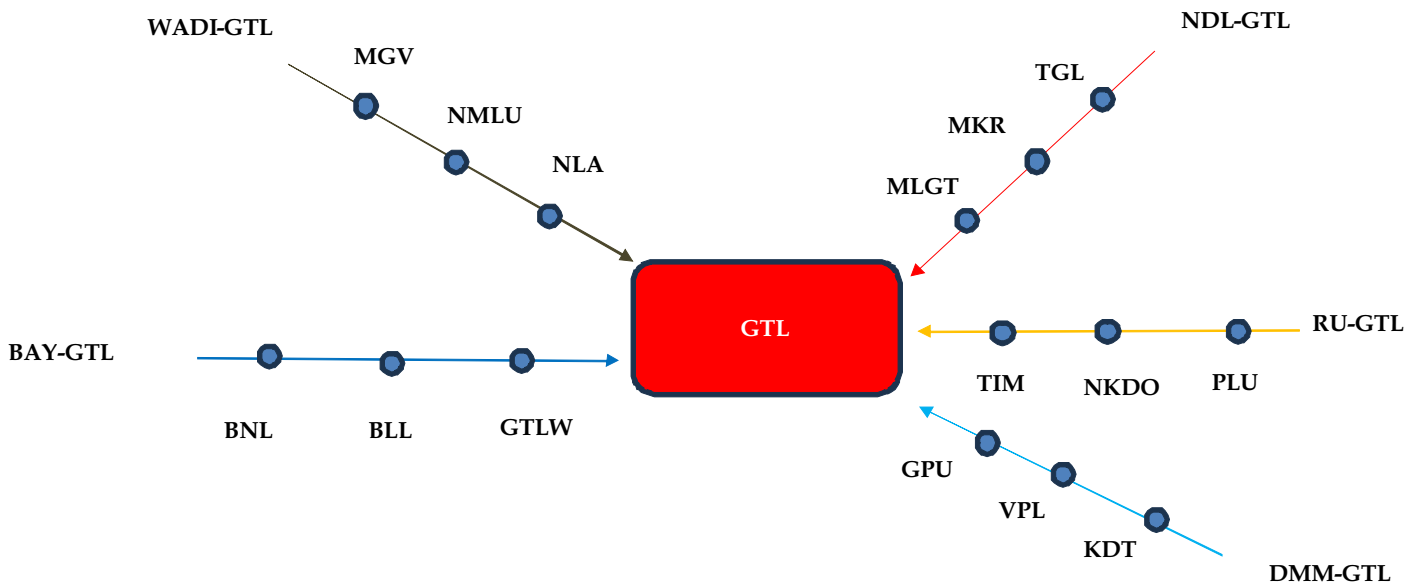 WADI-GTL
MGV
NMLU
NLA
NDL-GTL
TGL
MKR
MLGT
GTL
BAY-GTL
BNL
BLL
GTLW
RU-GTL
TIM
NKDO
PLU
GPU
VPL
KDT
DMM-GTL